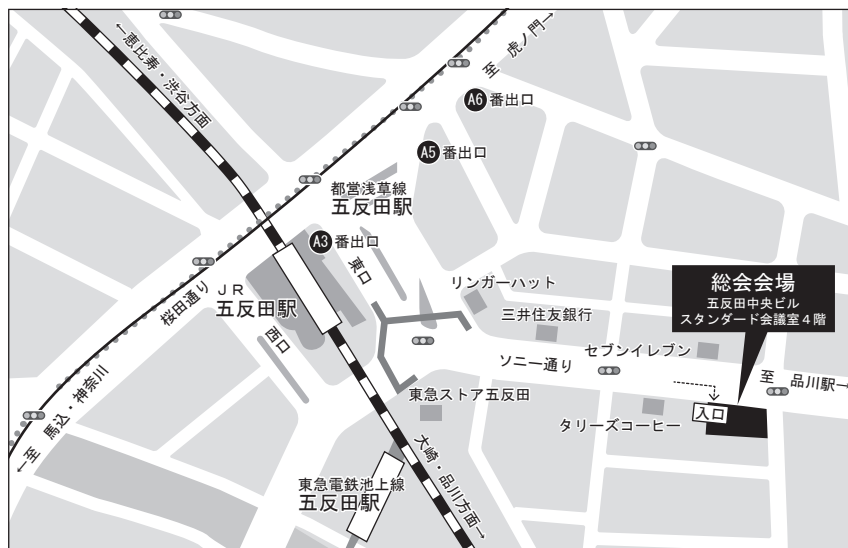 ←恵比寿・渋谷方面
至 虎ノ門→
A6番出口
A5番出口
都営浅草線
五反田駅
A3番出口
東口
桜田通り
JR
五反田駅
西口
リンガーハット
三井住友銀行
総会会場
五反田中央ビル
スタンダード会議室4階
ソニー通り
セブンイレブン
至 品川駅→
東急ストア五反田
入口
タリーズコーヒー
←至 馬込・神奈川
大崎・品川方面→
東急電鉄池上線
五反田駅